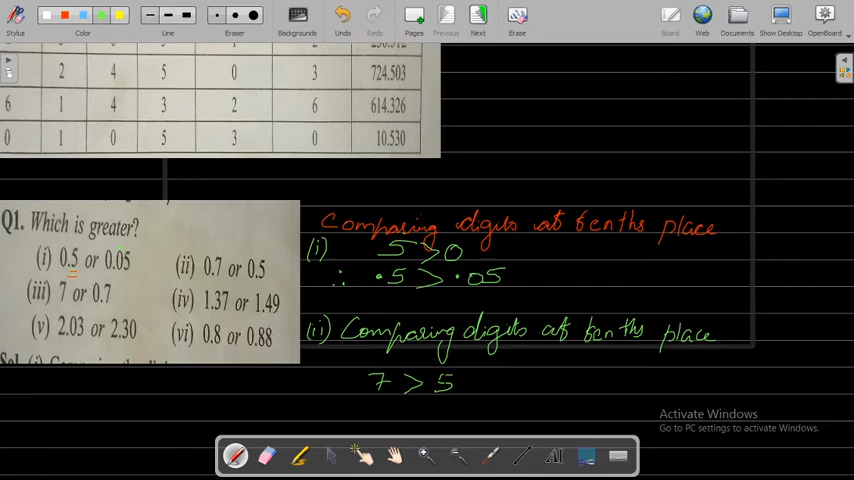 Stylus Color Line Eraser Backgrounds Undo Redo Pages Previous Next Erase Board Web Documents Show Desktop OpenBoard
2 4 5 0 3 724.503
6 1 4 3 2 6 614.326
0 1 0 5 3 0 10.530
Q1. Which is greater?
(i) 0.5 or 0.05 (ii) 0.7 or 0.5
(iii) 7 or 0.7 (iv) 1.37 or 1.49
(v) 2.03 or 2.30 (vi) 0.8 or 0.88
Comparing digits at tenths place
(i) 5 > 0
∴ .5 > .05
(ii) Comparing digits at tenths place
7 > 5
Activate Windows
Go to PC settings to activate Windows.
AI